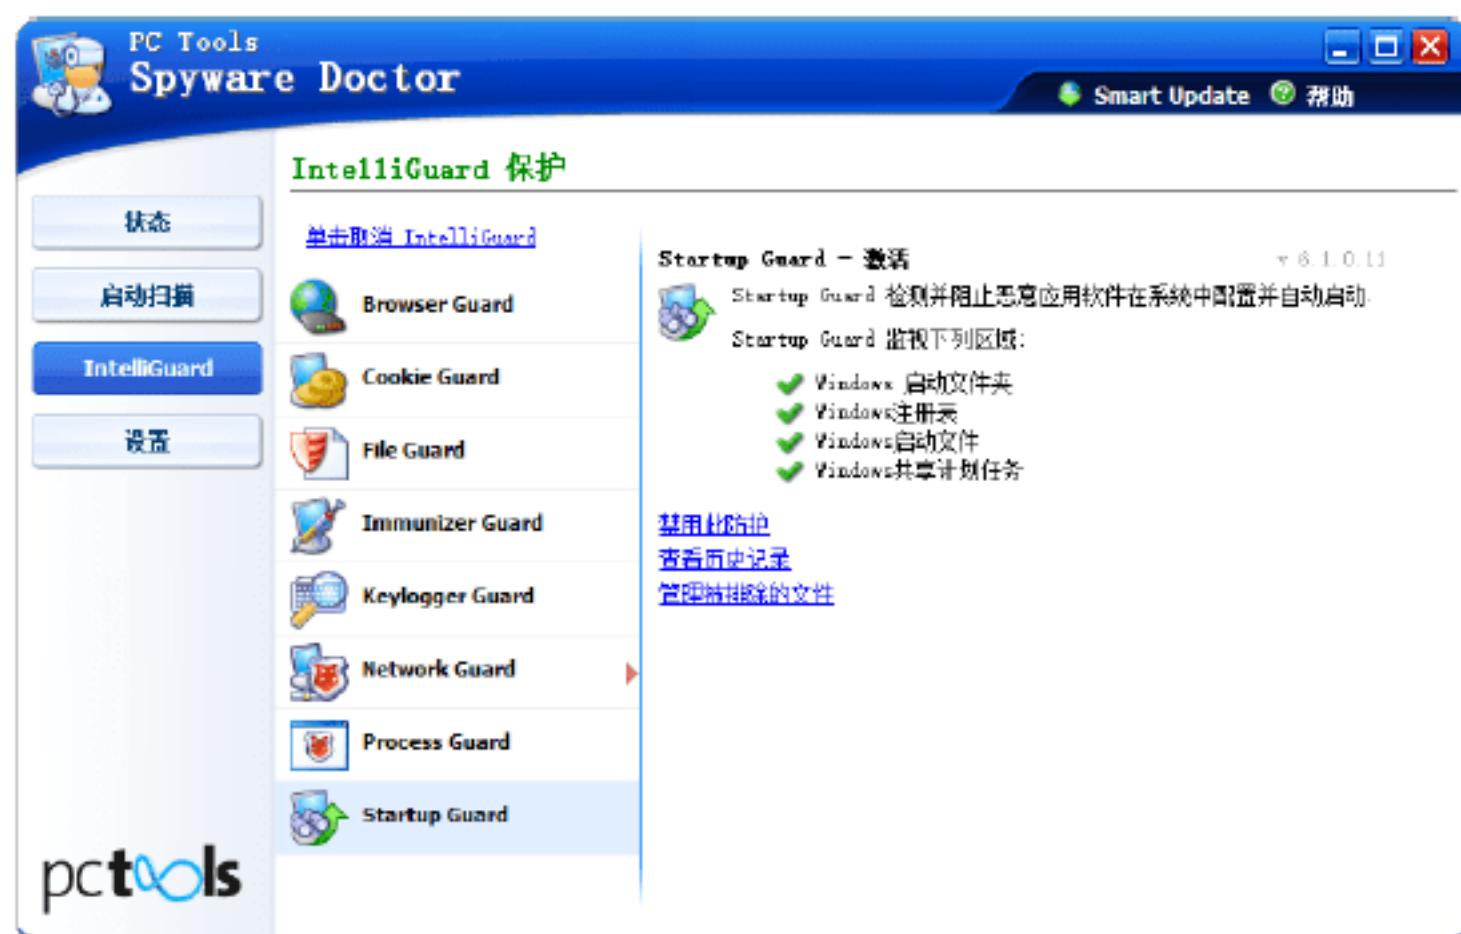 PC Tools
Spyware Doctor
Smart Update 帮助
IntelliGuard 保护
状态
启动扫描
IntelliGuard
设置
单击取消 IntelliGuard
Browser Guard
Cookie Guard
File Guard
Immunizer Guard
Keylogger Guard
Network Guard
Process Guard
Startup Guard
Startup Guard - 激活 v 6.1.0.11
Startup Guard 检测并阻止恶意应用软件在系统中配置并自动启动.
Startup Guard 监视下列区域:
Windows 启动文件夹
Windows注册表
Windows启动文件
Windows共享计划任务
禁用此防护
查看历史记录
管理被排除的文件
pctools